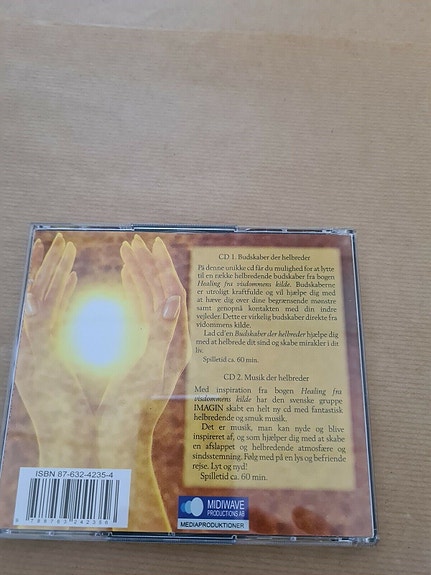 CD 1. Budskaber der helbreder
På denne unikke cd får du mulighed for at lytte
til en række helbredende budskaber fra bogen
Healing fra visdommens kilde. Budskaberne
er utroligt kraftfulde og vil hjælpe dig med
at hæve dig over dine begrænsende mønstre
samt genopnå kontakten med din indre
vejleder. Dette er virkelig budskaber direkte fra
vidommens kilde.
Lad cd'en Budskaber der helbreder hjælpe dig
med at helbrede dit sind og skabe mirakler i dit
liv.
Spilletid ca. 60 min.
CD 2. Musik der helbreder
Med inspiration fra bogen Healing fra
visdommens kilde har den svenske gruppe
IMAGIN skabt en helt ny cd med fantastisk
helbredende og smuk musik.
Det er musik, man kan nyde og blive
inspireret af, og som hjælper dig med at skabe
en afslappet og helbredende atmosfære og
sindsstemning. Følg med på en lys og befriende
rejse. Lyt og nyd!
Spilletid ca. 60 min.
ISBN 87-632-4235-4
MIDIWAVE
PRODUCTIONS AB
MEDIAPRODUKTIONER